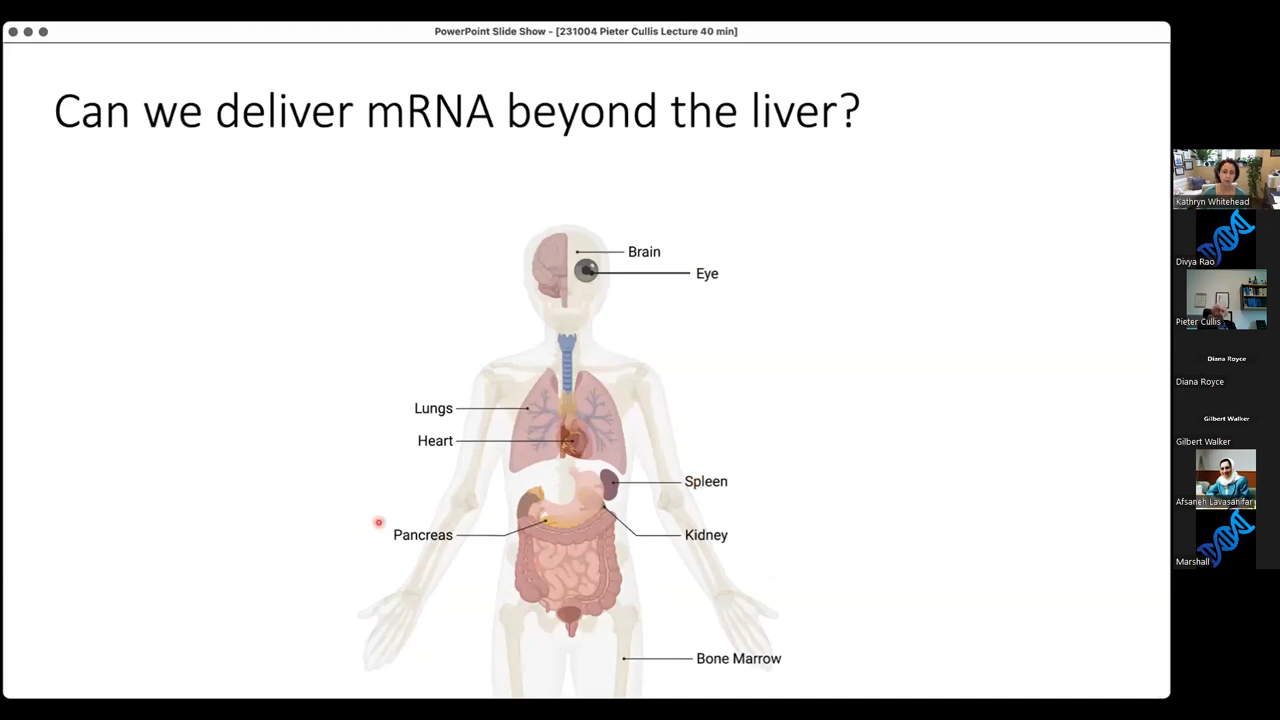 PowerPoint Slide Show - [231004 Pieter Cullis Lecture 40 min]
Can we deliver mRNA beyond the liver?
Brain
Eye
Lungs
Heart
Spleen
Pancreas
Kidney
Bone Marrow
Kathryn Whitehead
Divya Rao
Pieter Cullis
Diana Royce
Diana Royce
Gilbert Walker
Gilbert Walker
Afsaneh Lavasanifar
Marshall